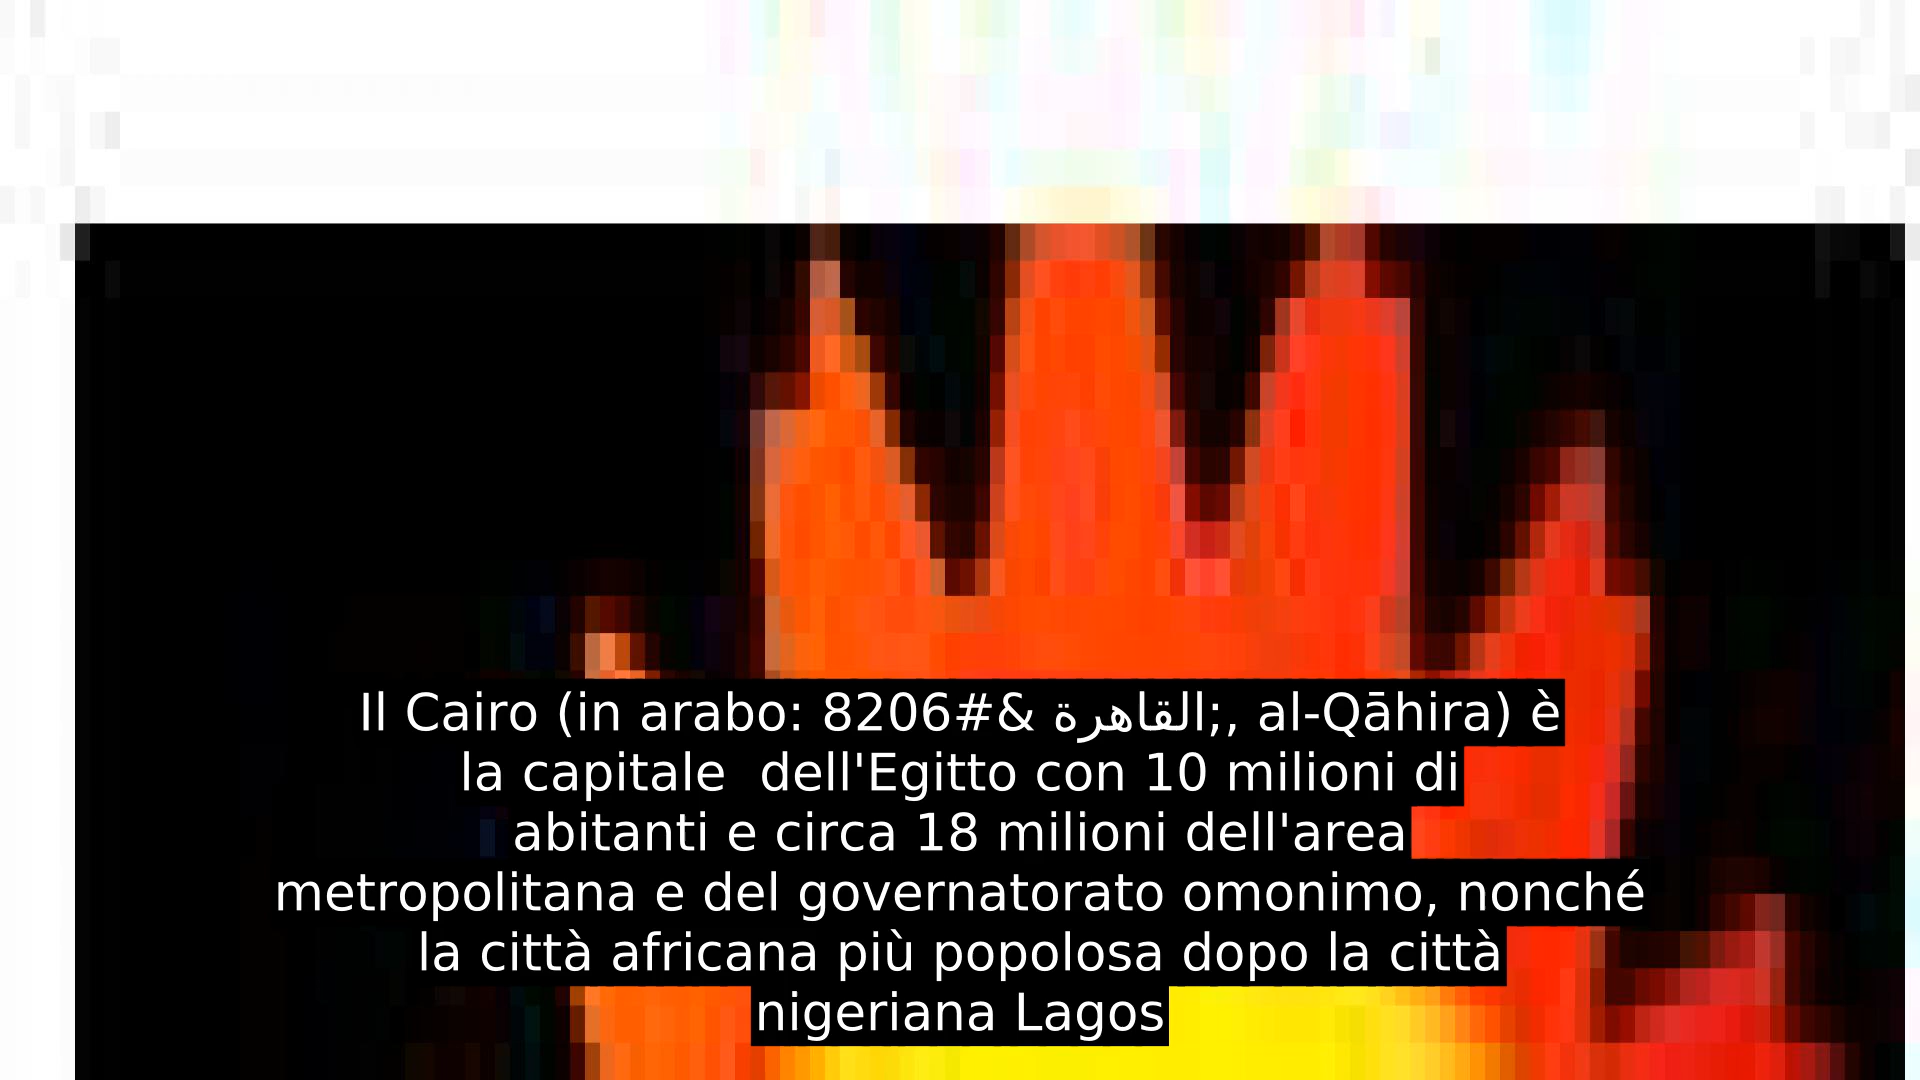 Il Cairo (in arabo: القاهرة &#8206;, al-Qāhira) è
la capitale  dell'Egitto con 10 milioni di
abitanti e circa 18 milioni dell'area
metropolitana e del governatorato omonimo, nonché
la città africana più popolosa dopo la città
nigeriana Lagos